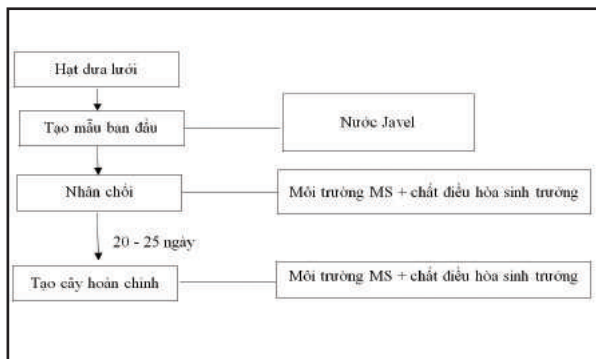 Hạt dưa lưới
Tạo mẫu ban đầu
Nước Javel
Nhân chồi
Môi trường MS + chất điều hòa sinh trưởng
20 - 25 ngày
Tạo cây hoàn chỉnh
Môi trường MS + chất điều hòa sinh trưởng